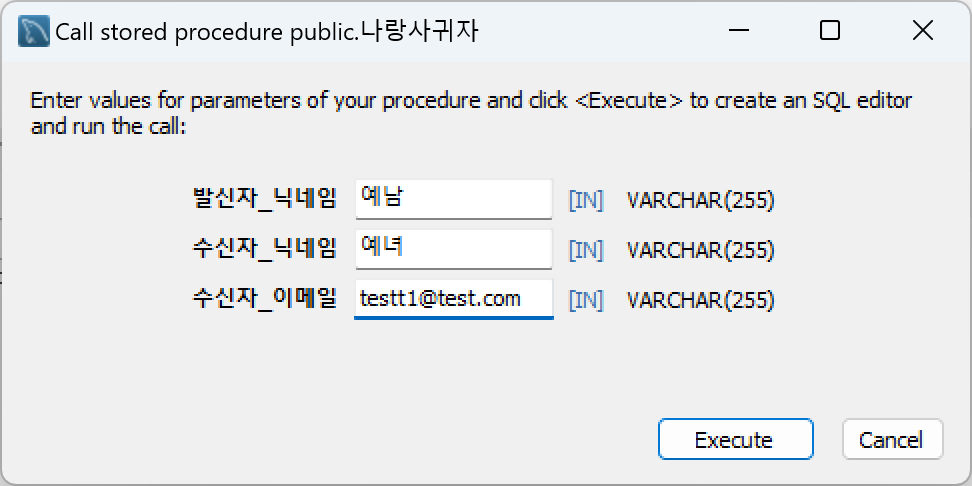 Call stored procedure public.나랑사귀자
Enter values for parameters of your procedure and click <Execute> to create an SQL editor
and run the call:
발신자_닉네임 예남 [IN] VARCHAR(255)
수신자_닉네임 예녀 [IN] VARCHAR(255)
수신자_이메일 testt1@test.com [IN] VARCHAR(255)
Execute Cancel